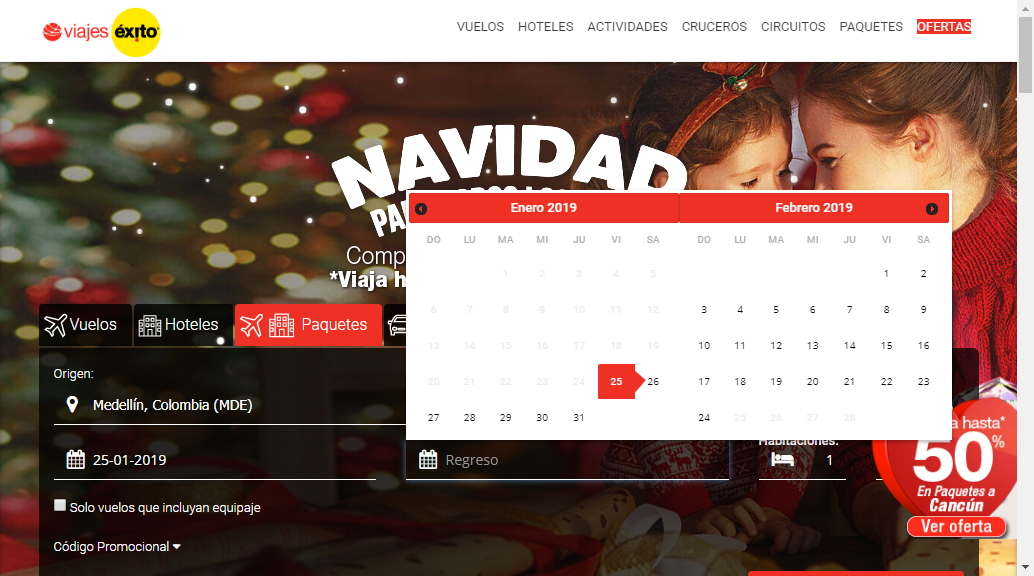 viajes éxito
VUELOS HOTELES ACTIVIDADES CRUCEROS CIRCUITOS PAQUETES OFERTAS
NAVIDAD
Comp
*Viaja h
Enero 2019 Febrero 2019
DO LU MA MI JU VI SA DO LU MA MI JU VI SA
1 2 3 4 5 1 2
6 7 8 9 10 11 12 3 4 5 6 7 8 9
13 14 15 16 17 18 19 10 11 12 13 14 15 16
20 21 22 23 24 25 26 17 18 19 20 21 22 23
27 28 29 30 31 24 25 26 27 28
Vuelos Hoteles Paquetes
Origen:
Medellín, Colombia (MDE)
Habitaciones:
25-01-2019 Regreso 1
Solo vuelos que incluyan equipaje
Código Promocional
a hasta*
50%
En Paquetes a
Cancún
Ver oferta